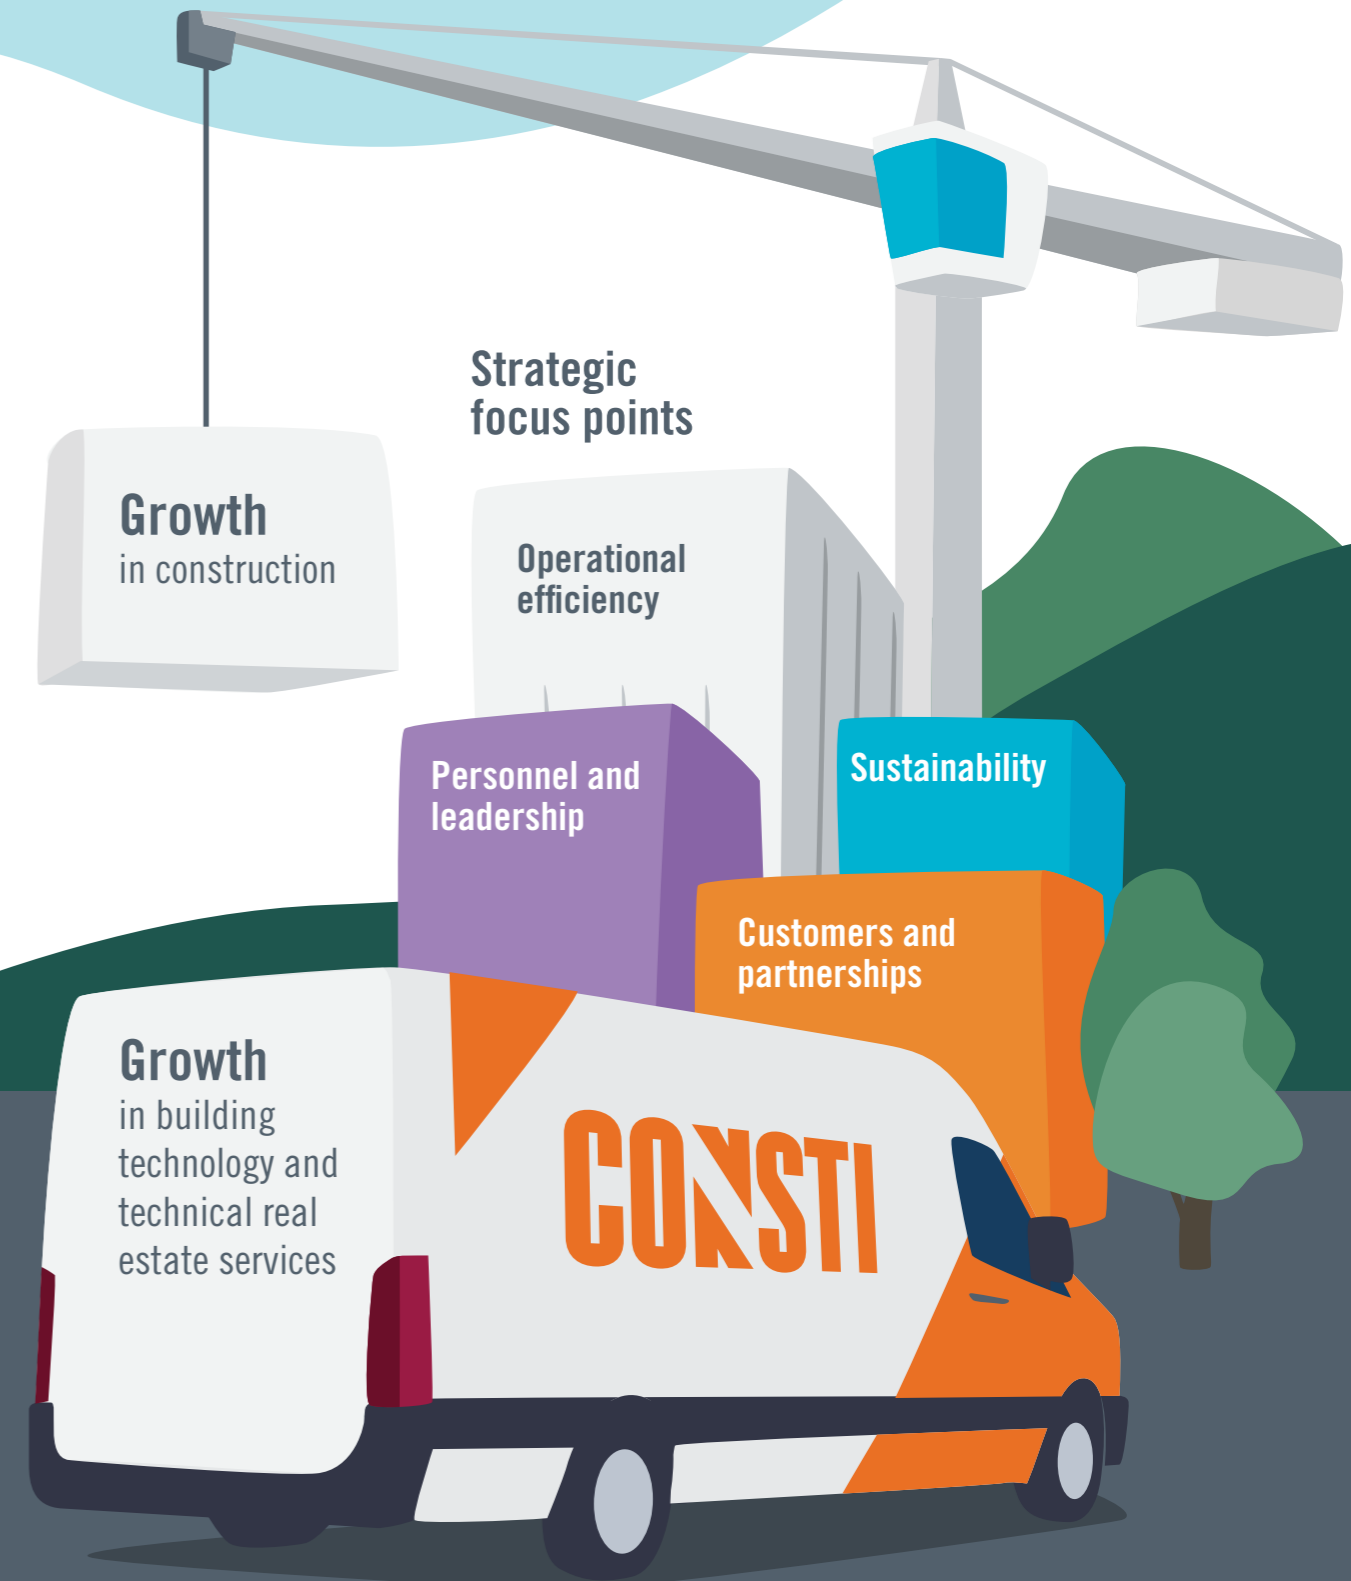 Strategic
focus points
Growth
in construction
Operational
efficiency
Personnel and
leadership
Sustainability
Customers and
partnerships
Growth
in building
technology and
technical real
estate services
CONSTI